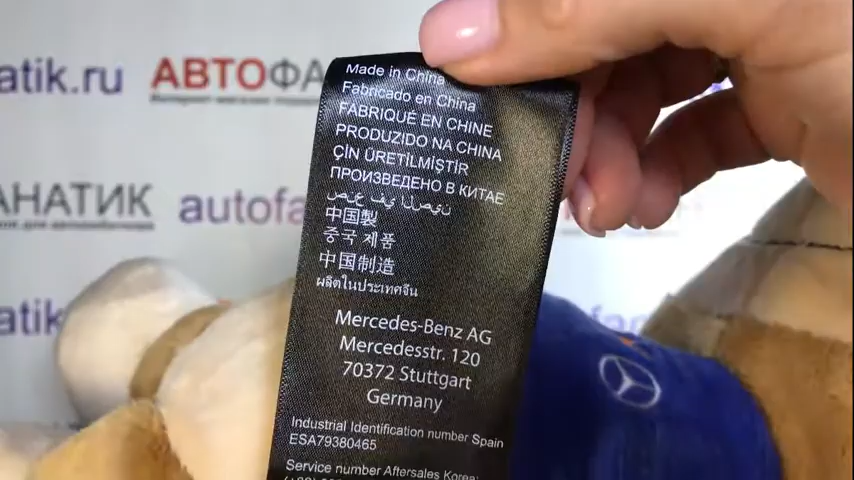 atik.ru
АВТОФА
Интернет-магазин
АНАТИК
autofa
atik
Made in China
Fabricado en China
FABRIQUÉ EN CHINE
PRODUZIDO NA CHINA
ÇİN ÜRETİLMİŞTİR
ПРОИЗВЕДЕНО В КИТАЕ
صنع في الصين
中国製
중국 제품
中国制造
ผลิตในประเทศจีน
Mercedes-Benz AG
Mercedesstr. 120
70372 Stuttgart
Germany
Industrial Identification number Spain
ESA79380465
Service number Aftersales Korea: